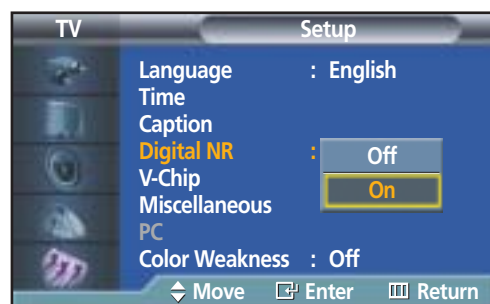 TV Setup
Language : English
Time
Caption
Digital NR : Off
On
V-Chip
Miscellaneous
PC
Color Weakness : Off
Move Enter Return